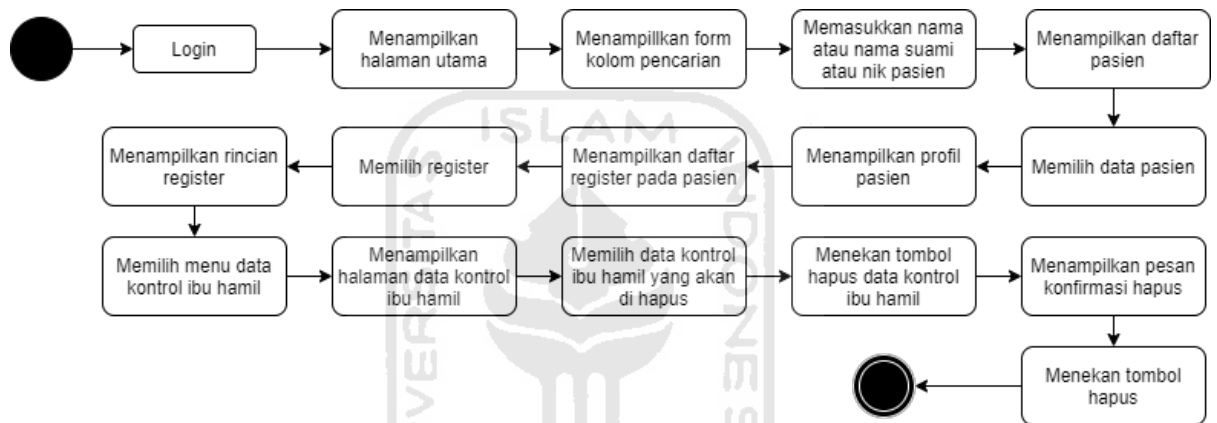 Login
Menampilkan
halaman utama
Menampillkan form
kolom pencarian
Memasukkan nama
atau nama suami
atau nik pasien
Menampilkan daftar
pasien
Memilih data pasien
Menampilkan profil
pasien
Menampilkan daftar
register pada pasien
Memilih register
Menampilkan rincian
register
Memilih menu data
kontrol ibu hamil
Menampilkan
halaman data kontrol
ibu hamil
Memilih data kontrol
ibu hamil yang akan
di hapus
Menekan tombol
hapus data kontrol
ibu hamil
Menampilkan pesan
konfirmasi hapus
Menekan tombol
hapus
ISLAM